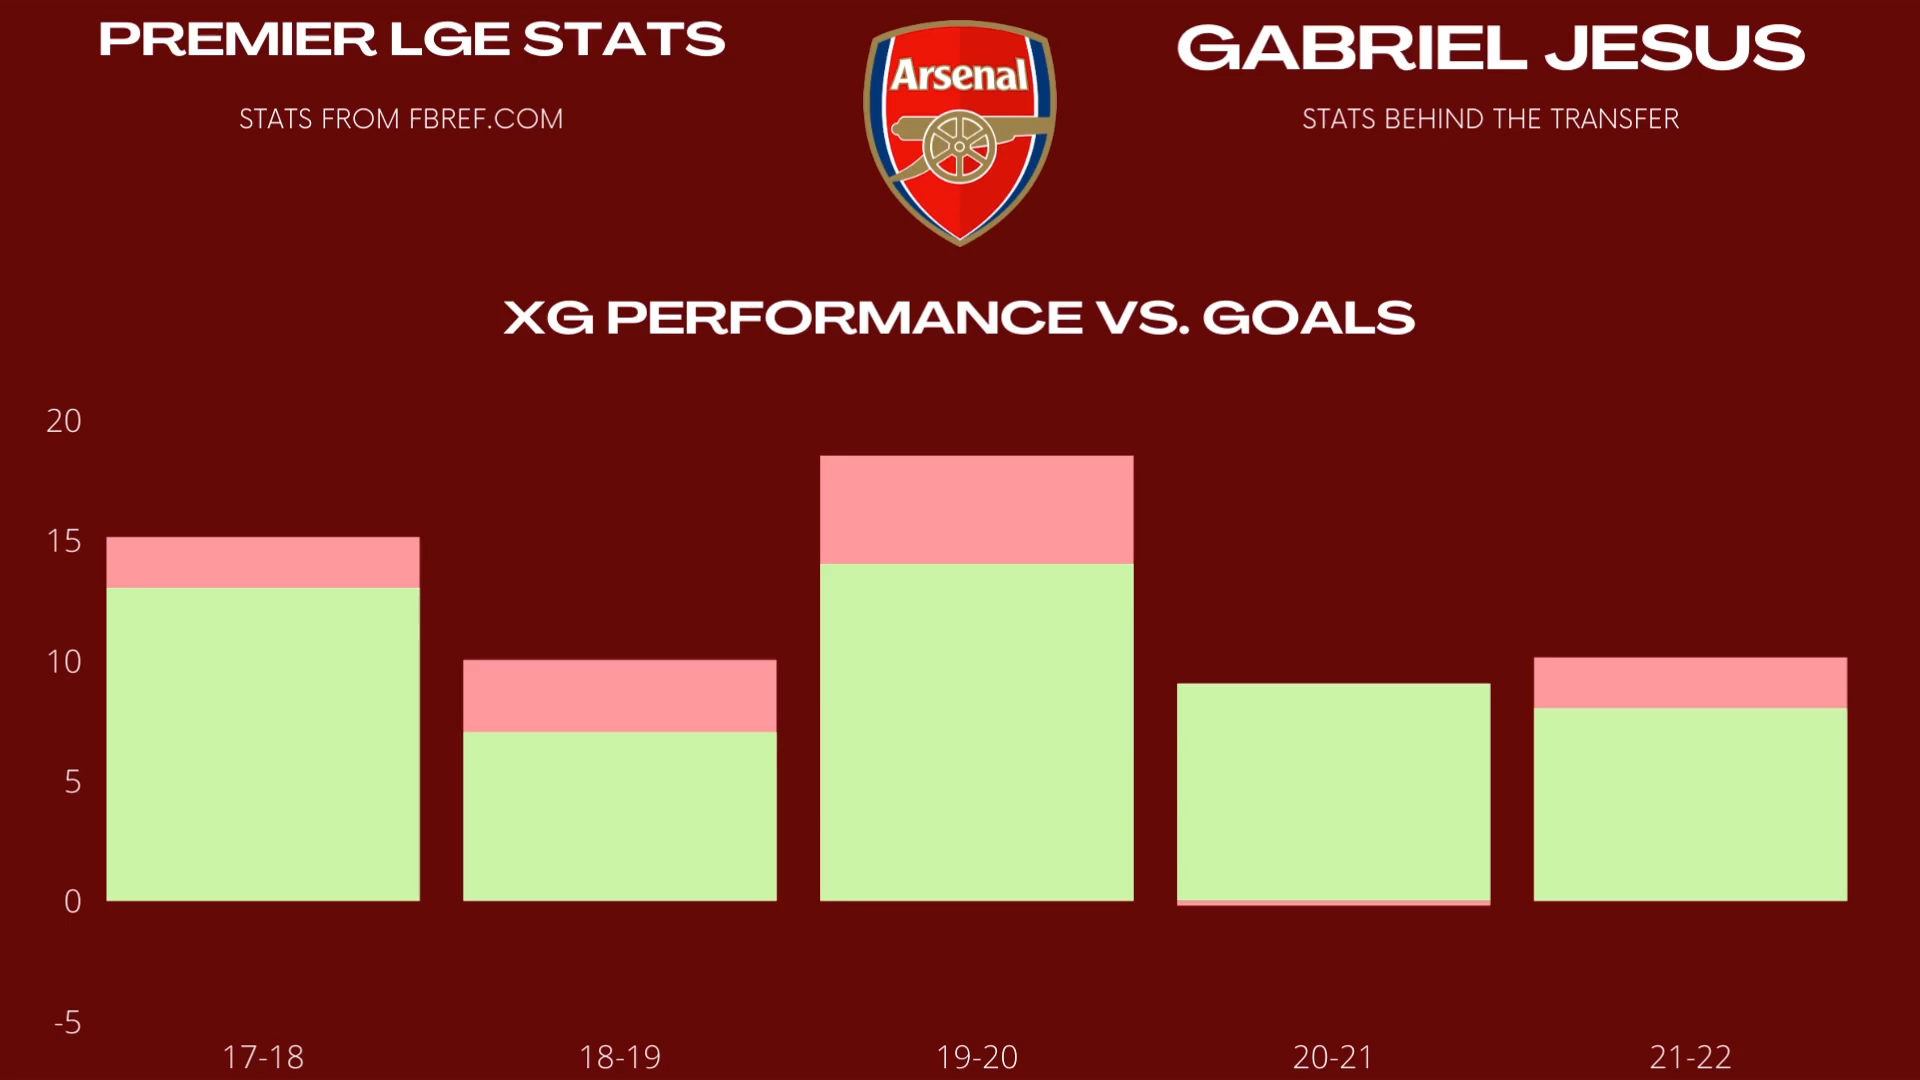 PREMIER LGE STATS
STATS FROM FBREF.COM
Arsenal
GABRIEL JESUS
STATS BEHIND THE TRANSFER
XG PERFORMANCE VS. GOALS
20
15
10
5
0
-5
17-18
18-19
19-20
20-21
21-22